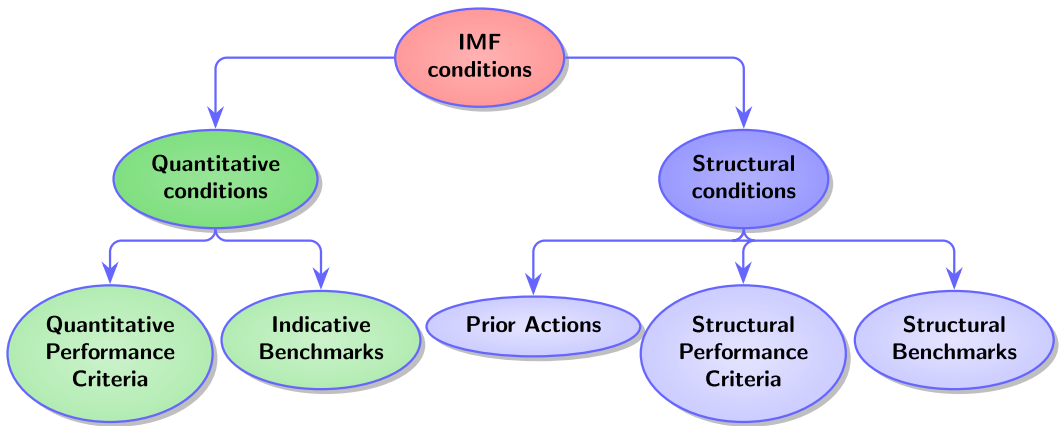 IMF
conditions
Quantitative
conditions
Structural
conditions
Quantitative
Performance
Criteria
Indicative
Benchmarks
Prior Actions
Structural
Performance
Criteria
Structural
Benchmarks